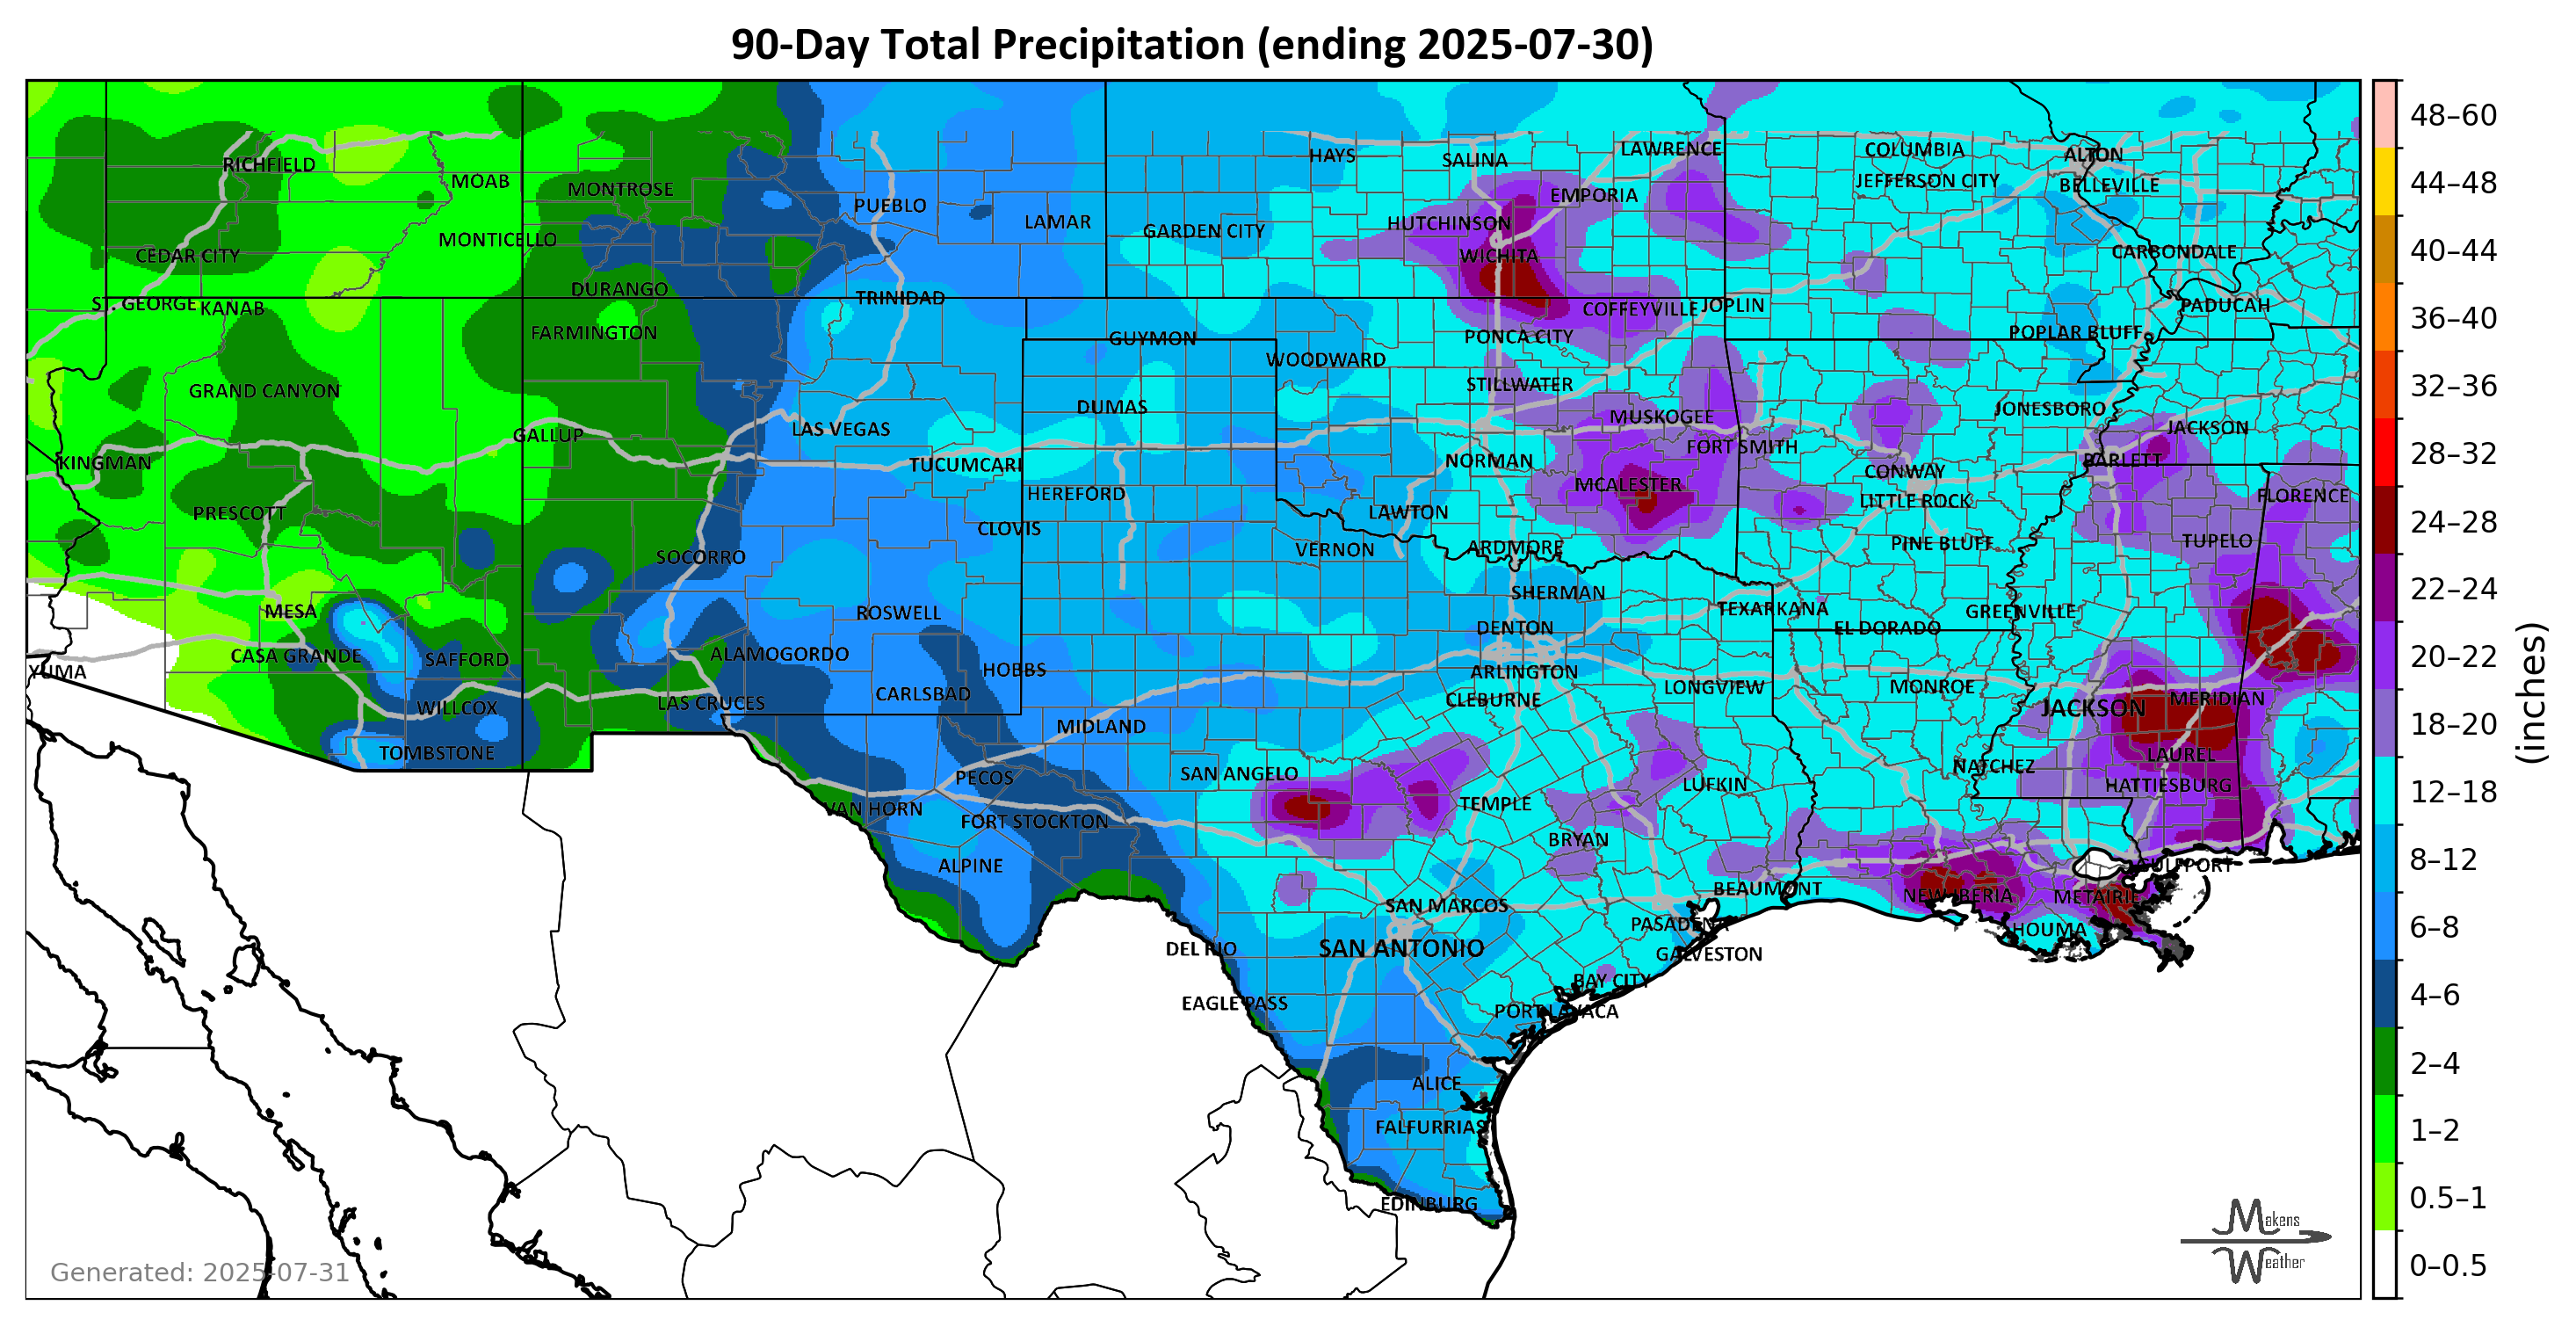 90-Day Total Precipitation (ending 2025-07-30)
HAYS
SALINA
LAWRENCE
COLUMBIA
ALTON
RICHFIELD
MOAB
MONTROSE
JEFFERSON CITY
BELLEVILLE
EMPORIA
PUEBLO
LAMAR
HUTCHINSON
GARDEN CITY
MONTICELLO
CEDAR CITY
WICHITA
CARBONDALE
DURANGO
TRINIDAD
ST. GEORGE
KANAB
COFFEYVILLE
JOPLIN
PADUCAH
FARMINGTON
GUYMON
PONCA CITY
POPLAR BLUFF
WOODWARD
GRAND CANYON
STILLWATER
DUMAS
MUSKOGEE
JONESBORO
LAS VEGAS
JACKSON
GALLUP
FORT SMITH
KINGMAN
TUCUMCARI
NORMAN
BARLETT
CONWAY
HEREFORD
MCALESTER
FLORENCE
LITTLE ROCK
PRESCOTT
LAWTON
CLOVIS
PINE BLUFF
TUPELO
SOCORRO
VERNON
ARDMORE
SHERMAN
MESA
ROSWELL
TEXARKANA
GREENVILLE
DENTON
EL DORADO
CASA GRANDE
SAFFORD
ALAMOGORDO
YUMA
HOBBS
ARLINGTON
LONGVIEW
MONROE
CARLSBAD
CLEBURNE
MERIDIAN
LAS CRUCES
WILLCOX
JACKSON
MIDLAND
TOMBSTONE
LAUREL
NATCHEZ
PECOS
SAN ANGELO
LUFKIN
HATTIESBURG
VAN HORN
TEMPLE
FORT STOCKTON
BRYAN
ALPINE
GULFPORT
BEAUMONT
NEW IBERIA
METAIRIE
SAN MARCOS
PASADENA
HOUMA
DEL RIO
SAN ANTONIO
GALVESTON
BAY CITY
EAGLE PASS
PORT LAVACA
ALICE
FALFURRIAS
EDINBURG
48–60
44–48
40–44
36–40
32–36
28–32
24–28
22–24
20–22
18–20
12–18
8–12
6–8
4–6
2–4
1–2
0.5–1
0–0.5
(inches)
Makens
Weather
Generated: 2025-07-31